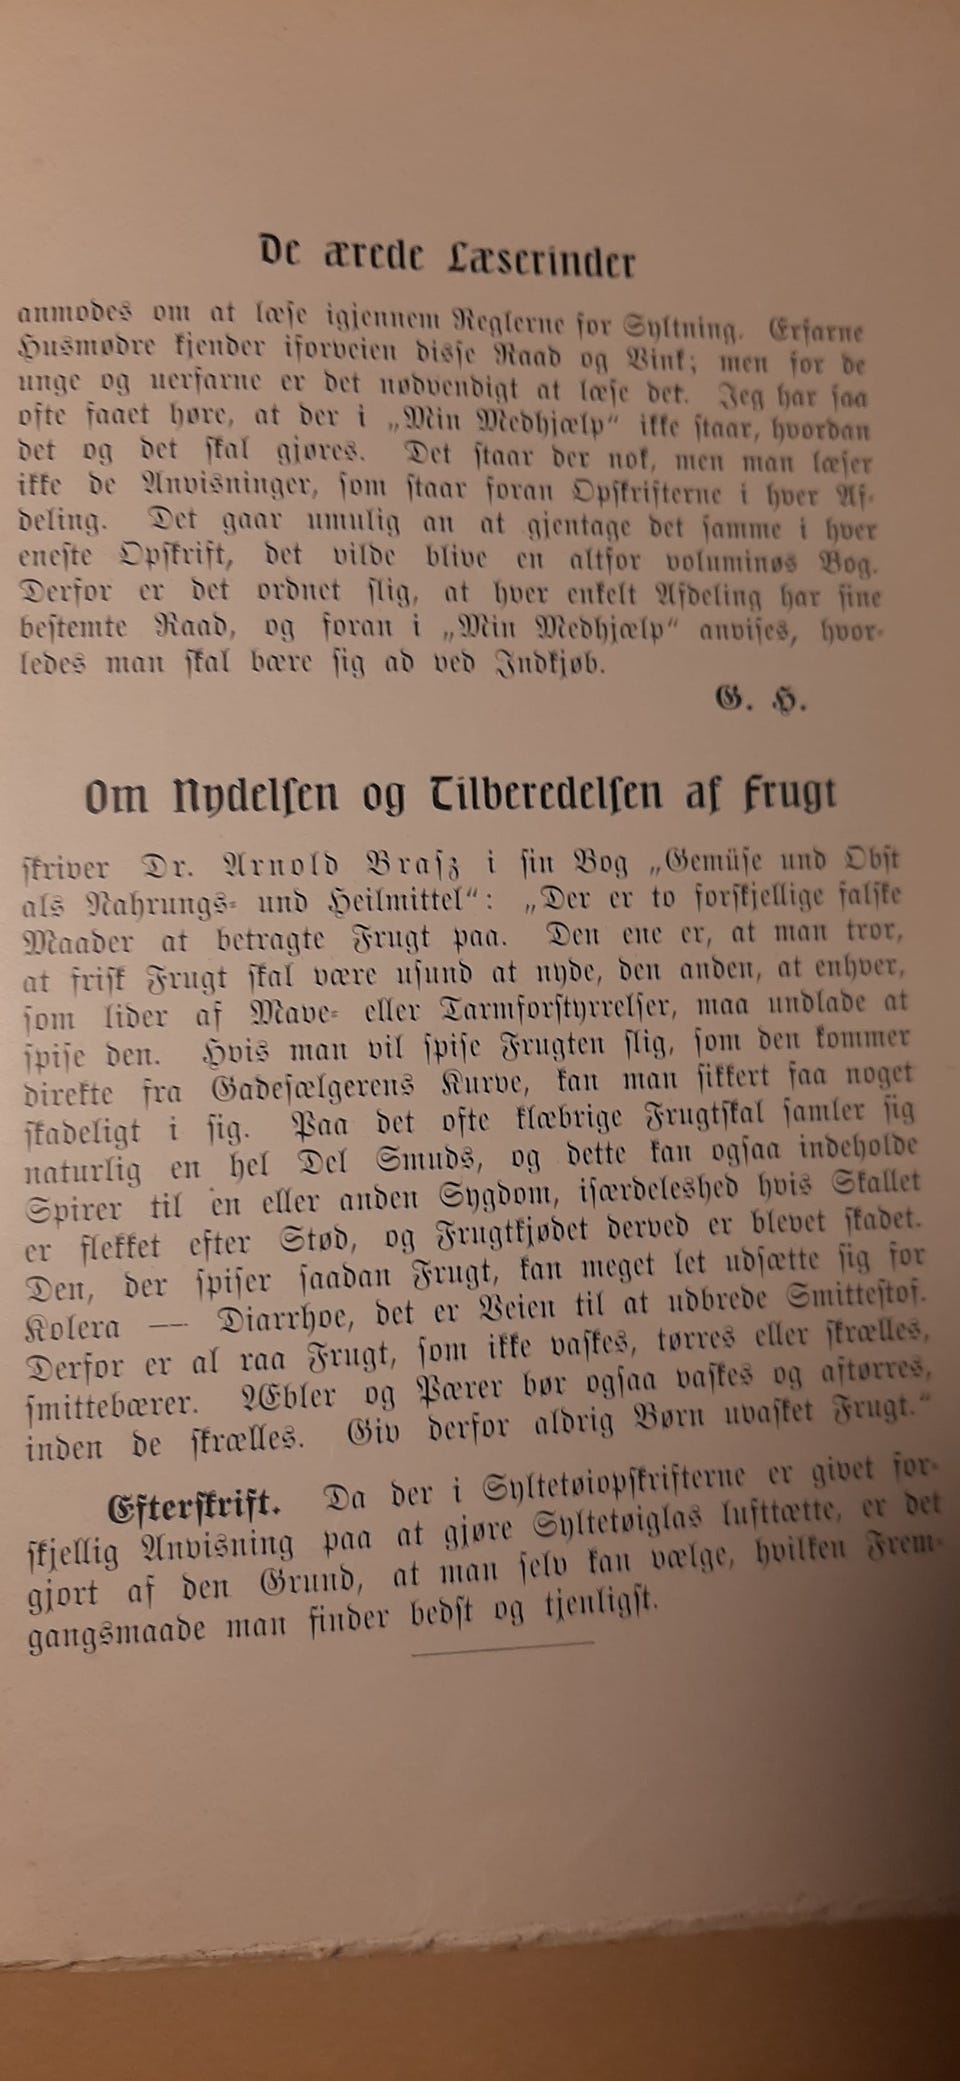 De ærede Læserinder
anmodes om at læse igjennem Reglerne for Syltning. Erfarne
Husmødre kjender iforveien disse Raad og Vink; men for de
unge og uerfarne er det nødvendigt at læse det. Jeg har saa
ofte faaet høre, at der i „Min Medhjælp“ ikke staar, hvordan
det og det skal gjøres. Det staar der nok, men man læser
ikke de Anvisninger, som staar foran Opskrifterne i hver Af-
deling. Det gaar umulig an at gjentage det samme i hver
eneste Opskrift, det vilde blive en altfor voluminøs Bog.
Derfor er det ordnet slig, at hver enkelt Afdeling har sine
bestemte Raad, og foran i „Min Medhjælp“ anvises, hvor-
ledes man skal bære sig ad ved Indkjøb.
G. H.
Om Nydelsen og Tilberedelsen af Frugt
skriver Dr. Arnold Brasz i sin Bog „Gemüse und Obst
als Nahrungs- und Heilmittel“: „Der er to forskjellige falske
Maader at betragte Frugt paa. Den ene er, at man tror,
at frisk Frugt skal være usund at nyde, den anden, at enhver,
som lider af Mave- eller Tarmforstyrrelser, maa undlade at
spise den. Hvis man vil spise Frugten slig, som den kommer
direkte fra Gadesælgerens Kurve, kan man sikkert faa noget
skadeligt i sig. Paa det ofte klæbrige Frugtskal samler sig
naturlig en hel Del Smuds, og dette kan ogsaa indeholde
Spirer til en eller anden Sygdom, isærdeleshed hvis Skallet
er flekket efter Stød, og Frugtkjødet derved er blevet skadet.
Den, der spiser saadan Frugt, kan meget let udsætte sig for
Kolera — Diarrhoe, det er Veien til at udbrede Smittestof.
Derfor er al raa Frugt, som ikke vaskes, tørres eller skrælles,
smittebærer. Æbler og Pærer bør ogsaa vaskes og aftørres,
inden de skrælles. Giv derfor aldrig Børn uvasket Frugt.“
Efterskrift. Da der i Syltetøiopskrifterne er givet for-
skjellig Anvisning paa at gjøre Syltetøiglas lufttætte, er det
gjort af den Grund, at man selv kan vælge, hvilken Frem-
gangsmaade man finder bedst og tjenligst.